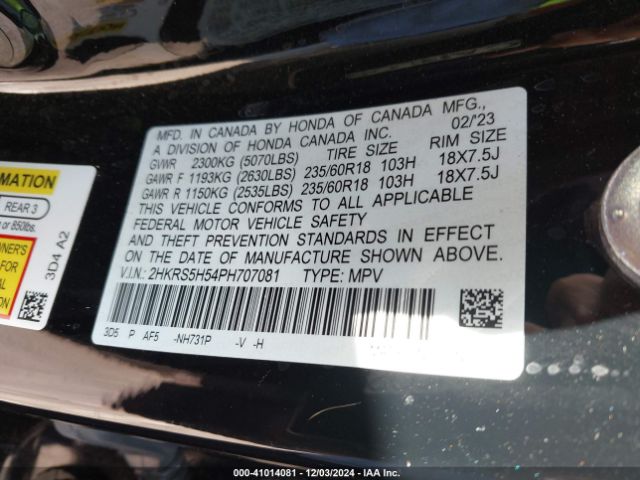 MFD. IN CANADA BY HONDA OF CANADA MFG.,
A DIVISION OF HONDA CANADA INC. 02/'23
GVWR 2300KG (5070LBS) TIRE SIZE RIM SIZE
GAWR F 1193KG (2630LBS) 235/60R18 103H 18X7.5J
GAWR R 1150KG (2535LBS) 235/60R18 103H 18X7.5J
THIS VEHICLE CONFORMS TO ALL APPLICABLE
FEDERAL MOTOR VEHICLE SAFETY
AND THEFT PREVENTION STANDARDS IN EFFECT
ON THE DATE OF MANUFACTURE SHOWN ABOVE.
V.I.N.: 2HKRS5H54PH707081 TYPE: MPV
3D5 P AF5 -NH731P -V -H
REAR 3
or 850lbs.
3D4 A2
000-41014081 - 12/03/2024 - IAA Inc.